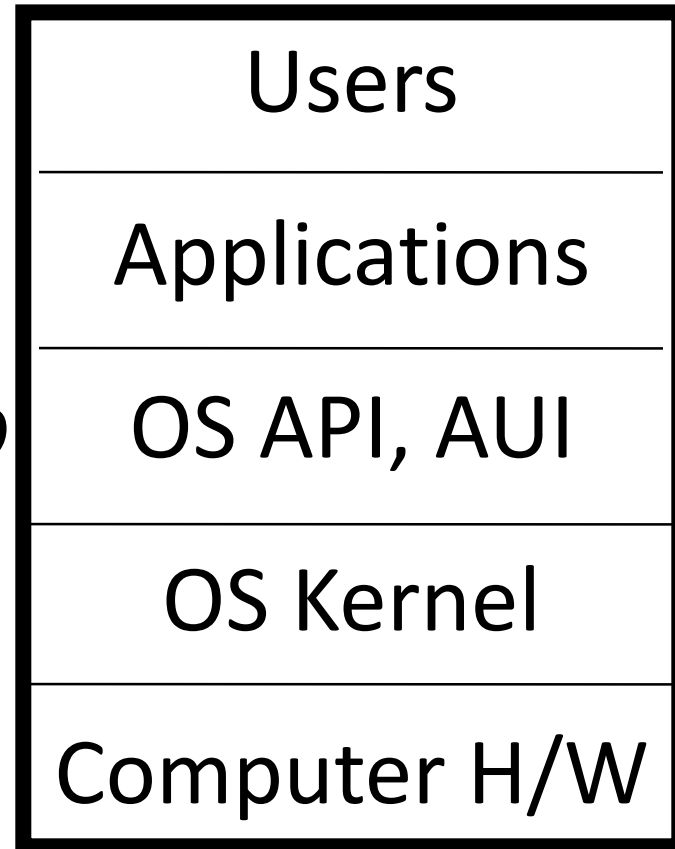 Users
Applications
OS API, AUI
OS Kernel
Computer H/W